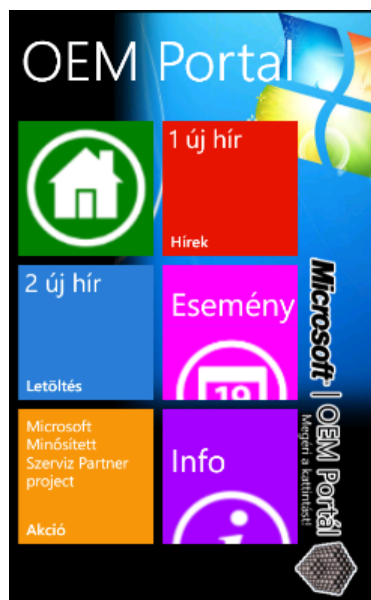 OEM Portal
1 új hír
Hírek
2 új hír
Letöltés
Esemény
19
Microsoft
Minősített
Szerviz Partner
project
Akció
Info
Microsoft | OEM Portál
Megéri a kattintást!